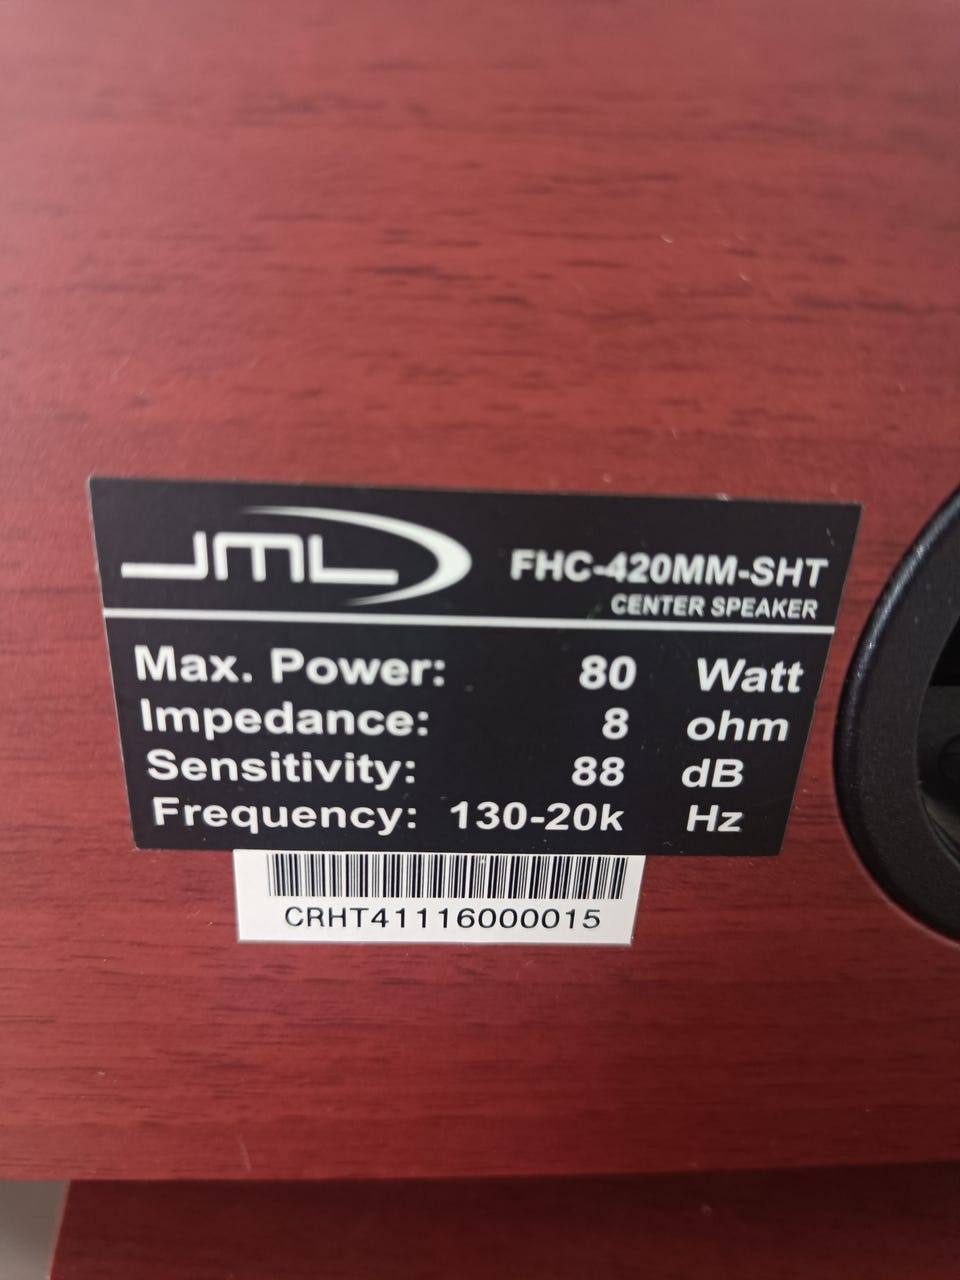 JML FHC-420MM-SHT
CENTER SPEAKER
Max. Power: 80 Watt
Impedance: 8 ohm
Sensitivity: 88 dB
Frequency: 130-20k Hz
CRHT41116000015